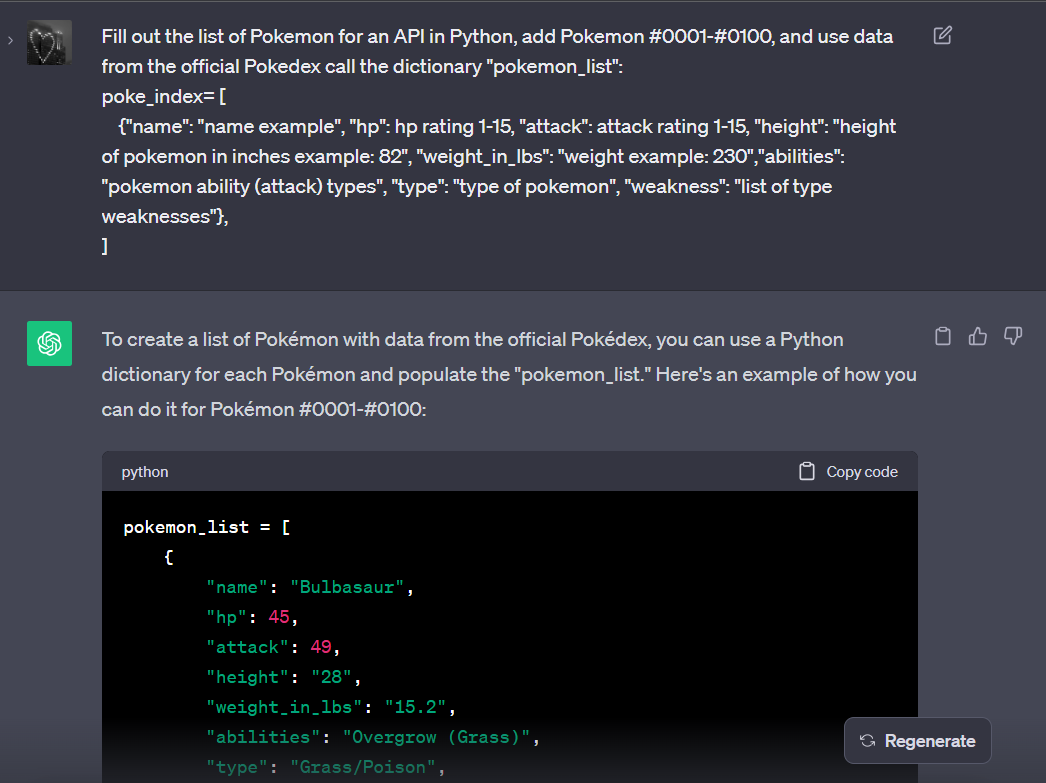 Fill out the list of Pokemon for an API in Python, add Pokemon #0001-#0100, and use data
from the official Pokedex call the dictionary "pokemon_list":
poke_index= [
{"name": "name example", "hp": hp rating 1-15, "attack": attack rating 1-15, "height": "height
of pokemon in inches example: 82", "weight_in_lbs": "weight example: 230","abilities":
"pokemon ability (attack) types", "type": "type of pokemon", "weakness": "list of type
weaknesses"},
]
To create a list of Pokémon with data from the official Pokédex, you can use a Python
dictionary for each Pokémon and populate the "pokemon_list." Here's an example of how you
can do it for Pokémon #0001-#0100:
python
Copy code
pokemon_list = [
{
"name": "Bulbasaur",
"hp": 45,
"attack": 49,
"height": "28",
"weight_in_lbs": "15.2",
"abilities": "Overgrow (Grass)",
"type": "Grass/Poison",
Regenerate